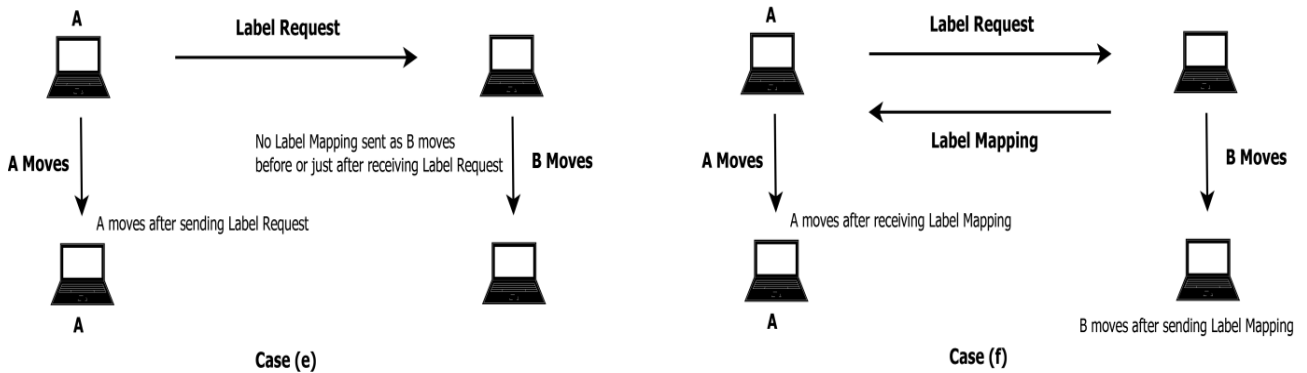 A
Label Request
No Label Mapping sent as B moves
before or just after receiving Label Request
A Moves
B Moves
A moves after sending Label Request
A
Case (e)
A
Label Request
Label Mapping
A Moves
B Moves
A moves after receiving Label Mapping
A
B moves after sending Label Mapping
Case (f)